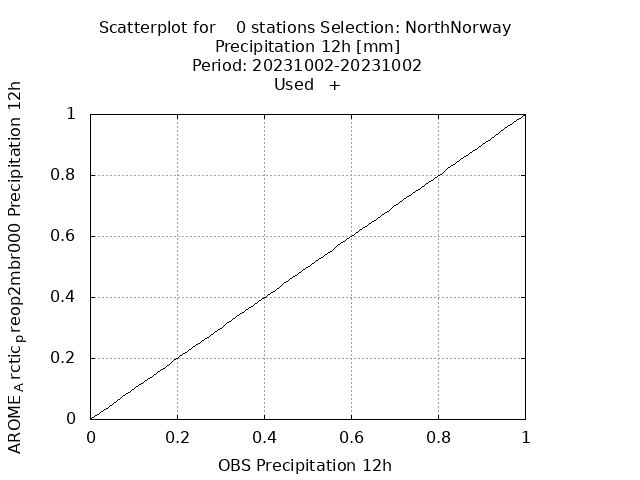 Scatterplot for    0 stations Selection: NorthNorway
Precipitation 12h [mm]
Period: 20231002-20231002
Used   +
1
0.8
0.6
0.4
0.2
0
0 0.2 0.4 0.6 0.8 1
OBS Precipitation 12h
AROME_Arctic_preop2mbr000 Precipitation 12h